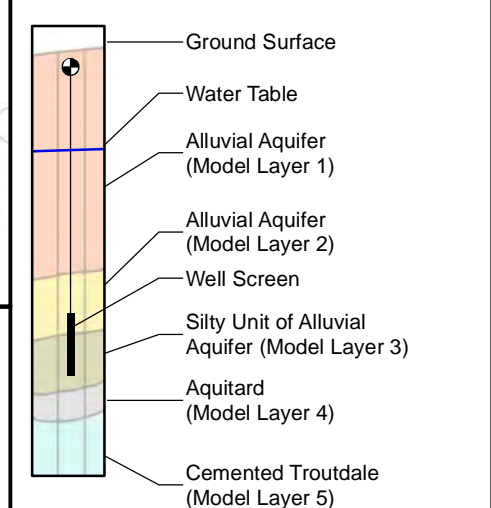 Ground Surface
Water Table
Alluvial Aquifer
(Model Layer 1)
Alluvial Aquifer
(Model Layer 2)
Well Screen
Silty Unit of Alluvial
Aquifer (Model Layer 3)
Aquitard
(Model Layer 4)
Cemented Troutdale
(Model Layer 5)